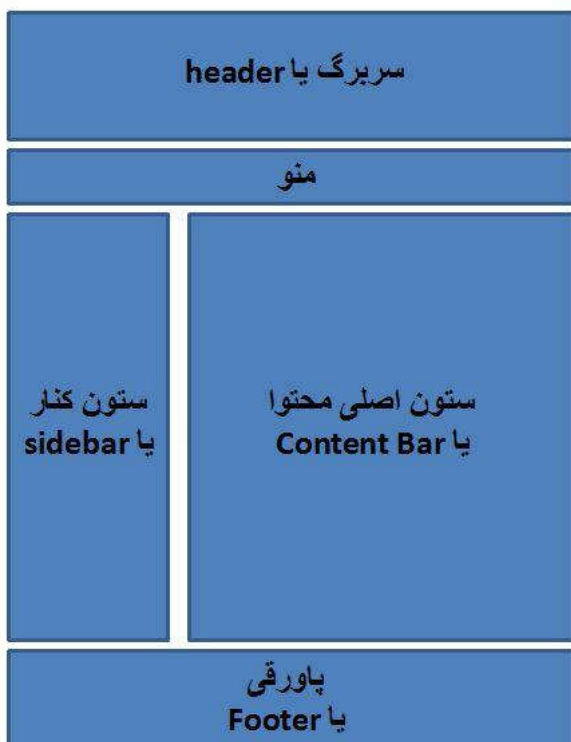 سربرگ یا header
منو
ستون اصلی محتوا
یا Content Bar
ستون کنار
یا sidebar
پاورقی
یا Footer